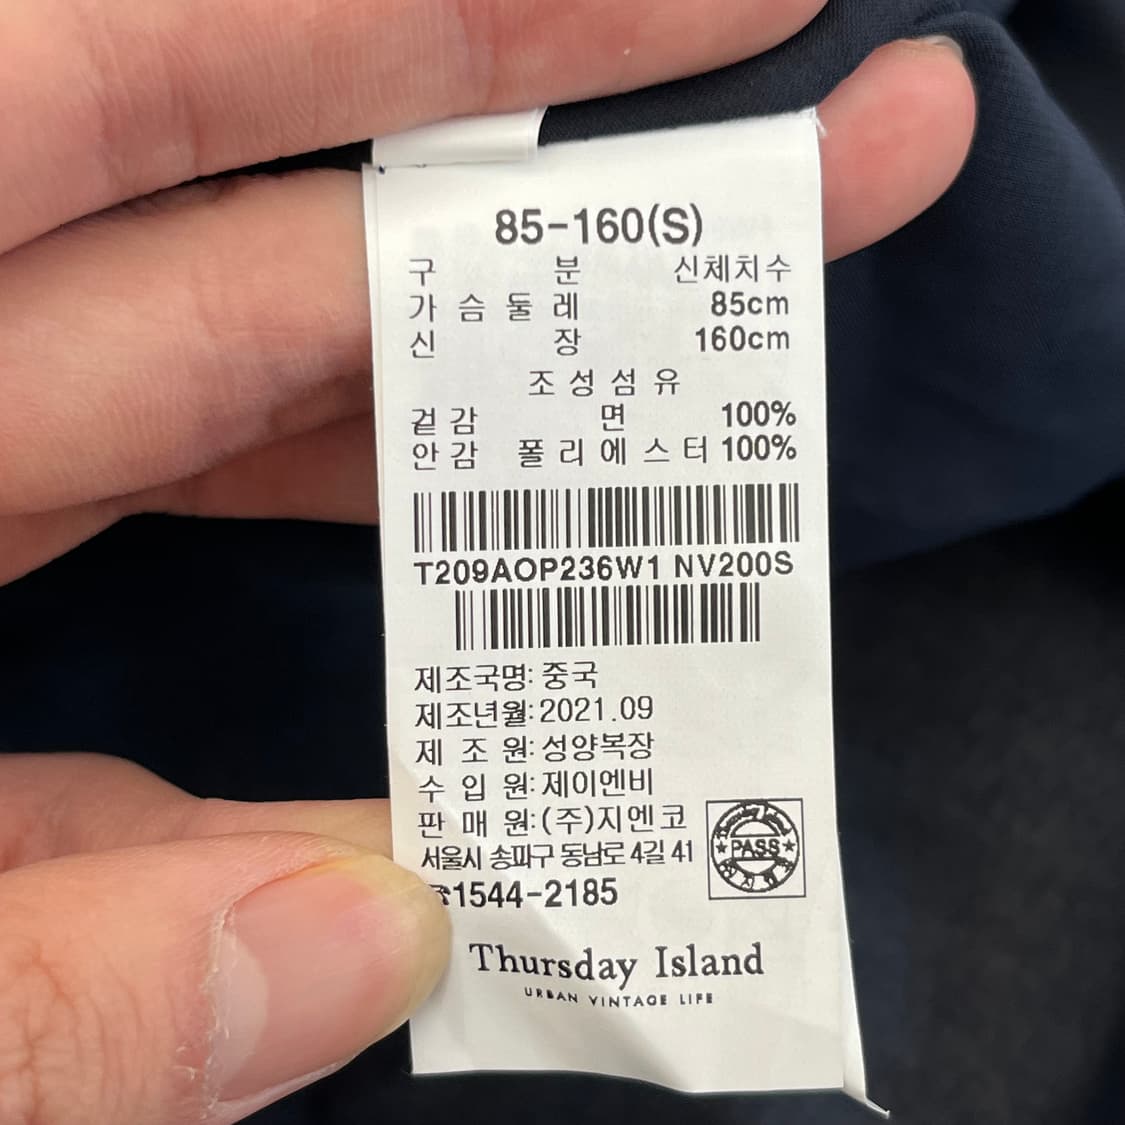 85-160(S)
구 분 신체치수
가 슴 둘 레 85cm
신 장 160cm
조 성 섬 유
겉 감 면 100%
안 감 폴 리 에 스 터 100%
T209AOP236W1 NV200S
제조국명: 중국
제조년월: 2021.09
제 조 원: 성양복장
수 입 원: 제이엔비
판 매 원: (주)지엔코
서울시 송파구 동남로 4길 41
☎1544-2185
PASS
Thursday Island
URBAN VINTAGE LIFE